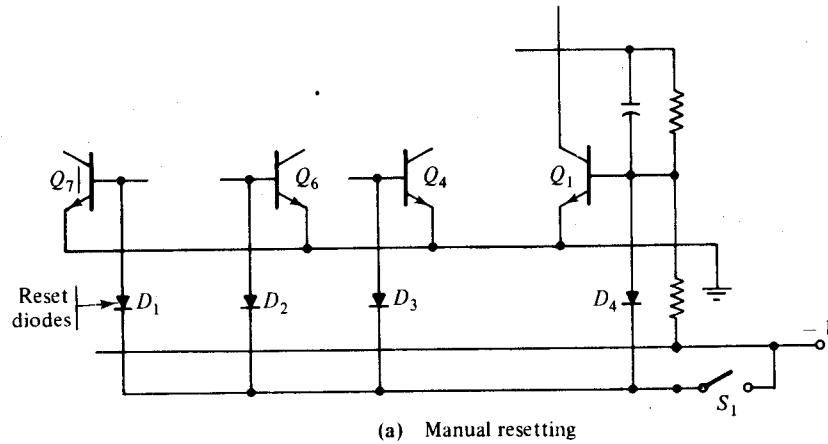 Q7
Q6
Q4
Q1
Reset
diodes
D1
D2
D3
D4
S1
(a) Manual resetting